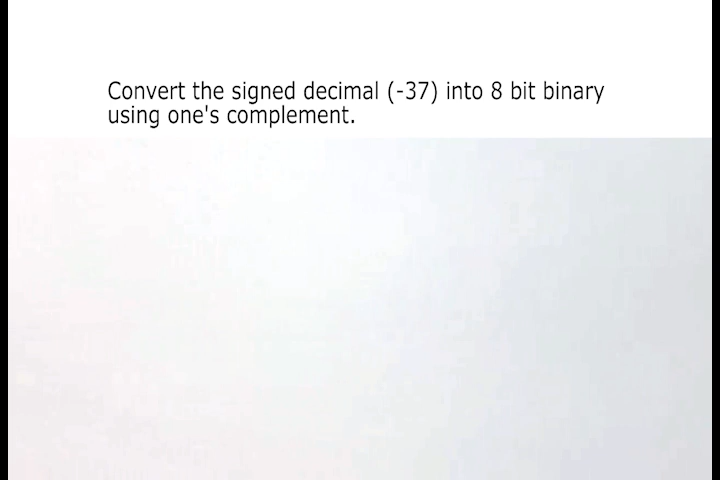 Convert the signed decimal (-37) into 8 bit binary
using one's complement.